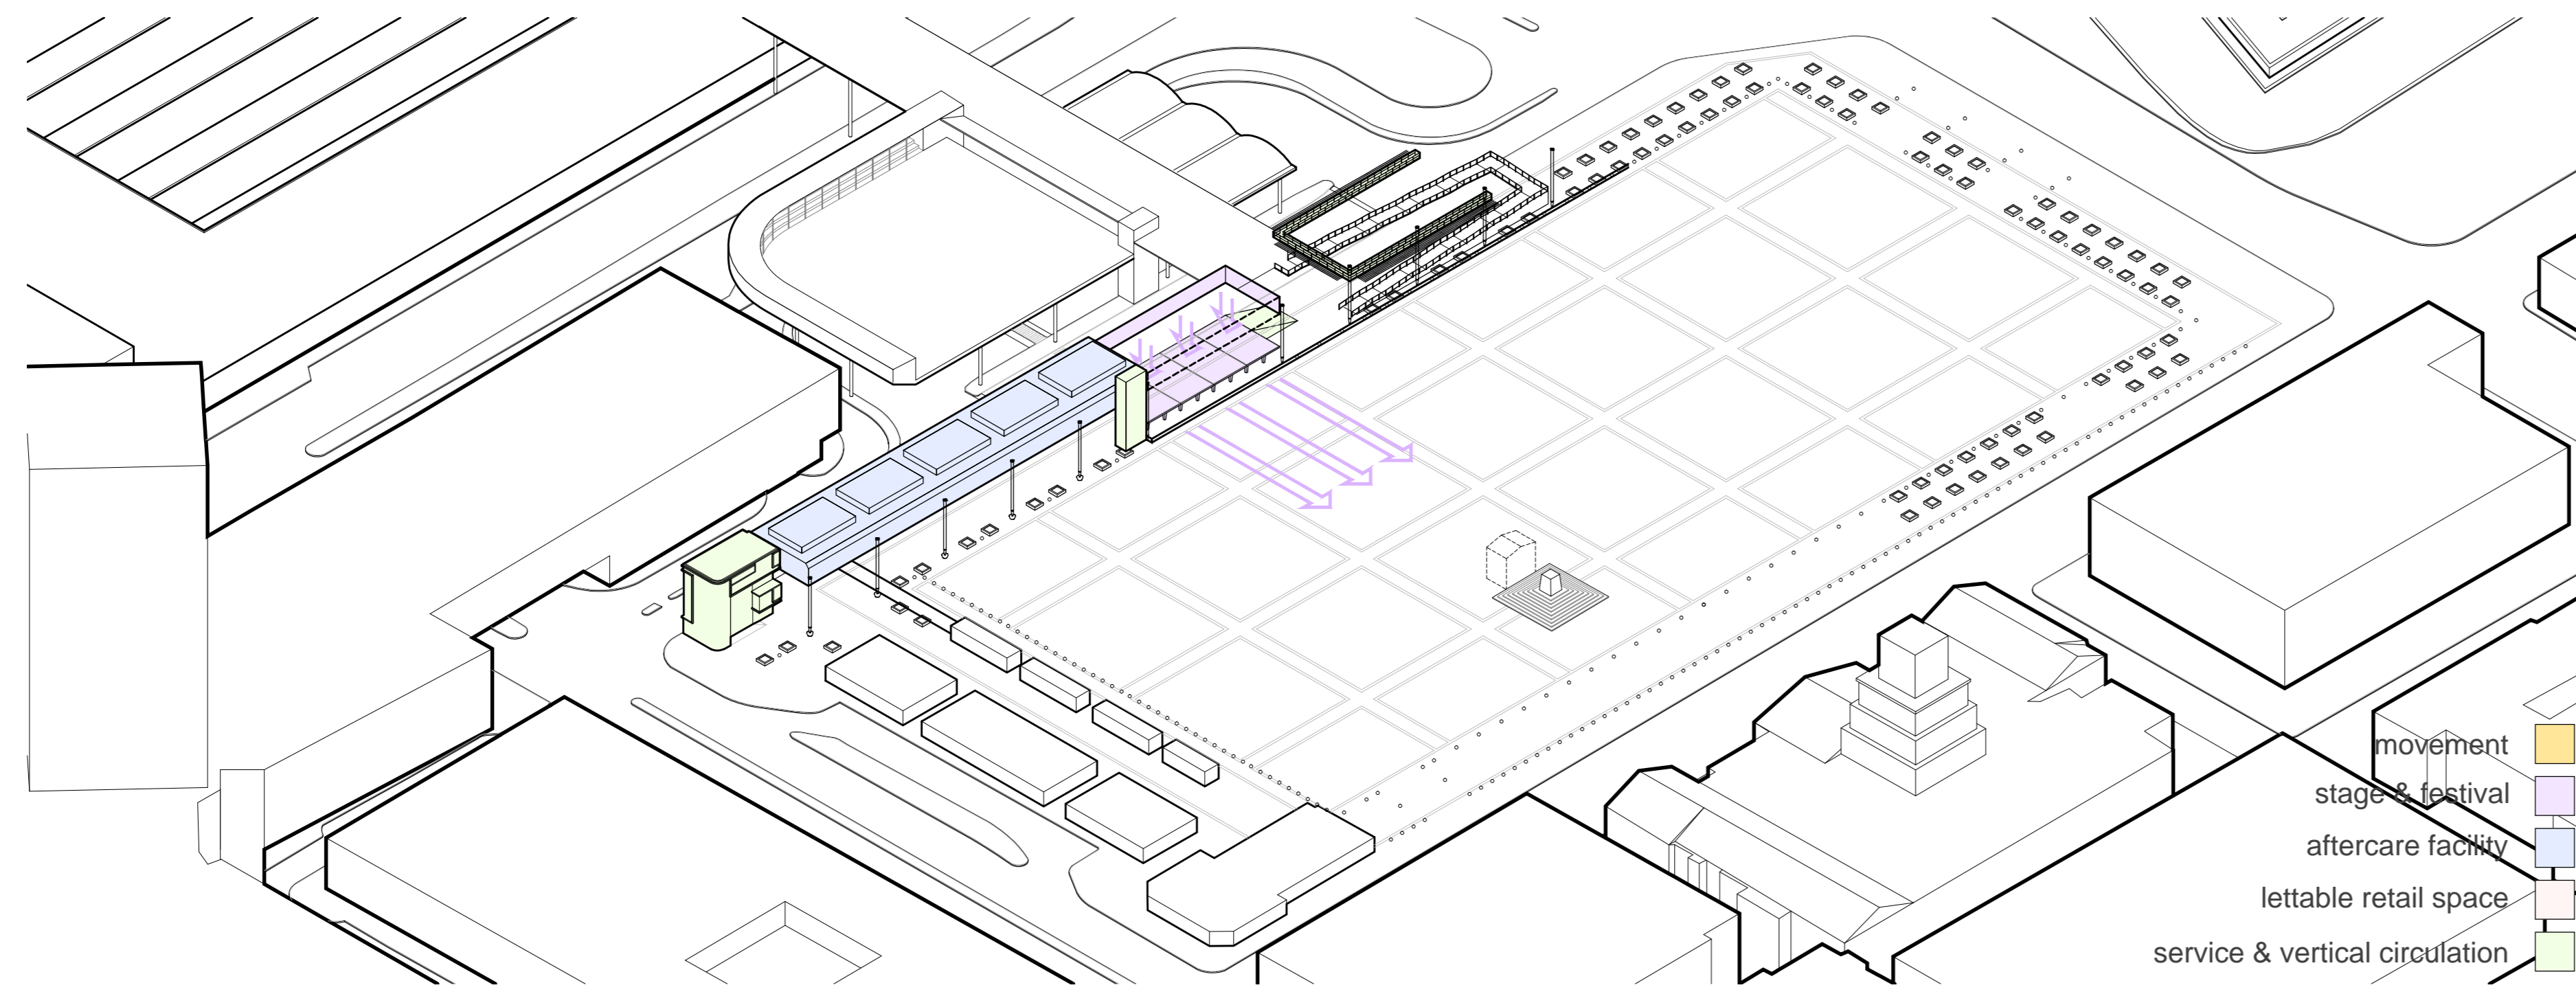 movement
stage & festival
aftercare facility
lettable retail space
service & vertical circulation